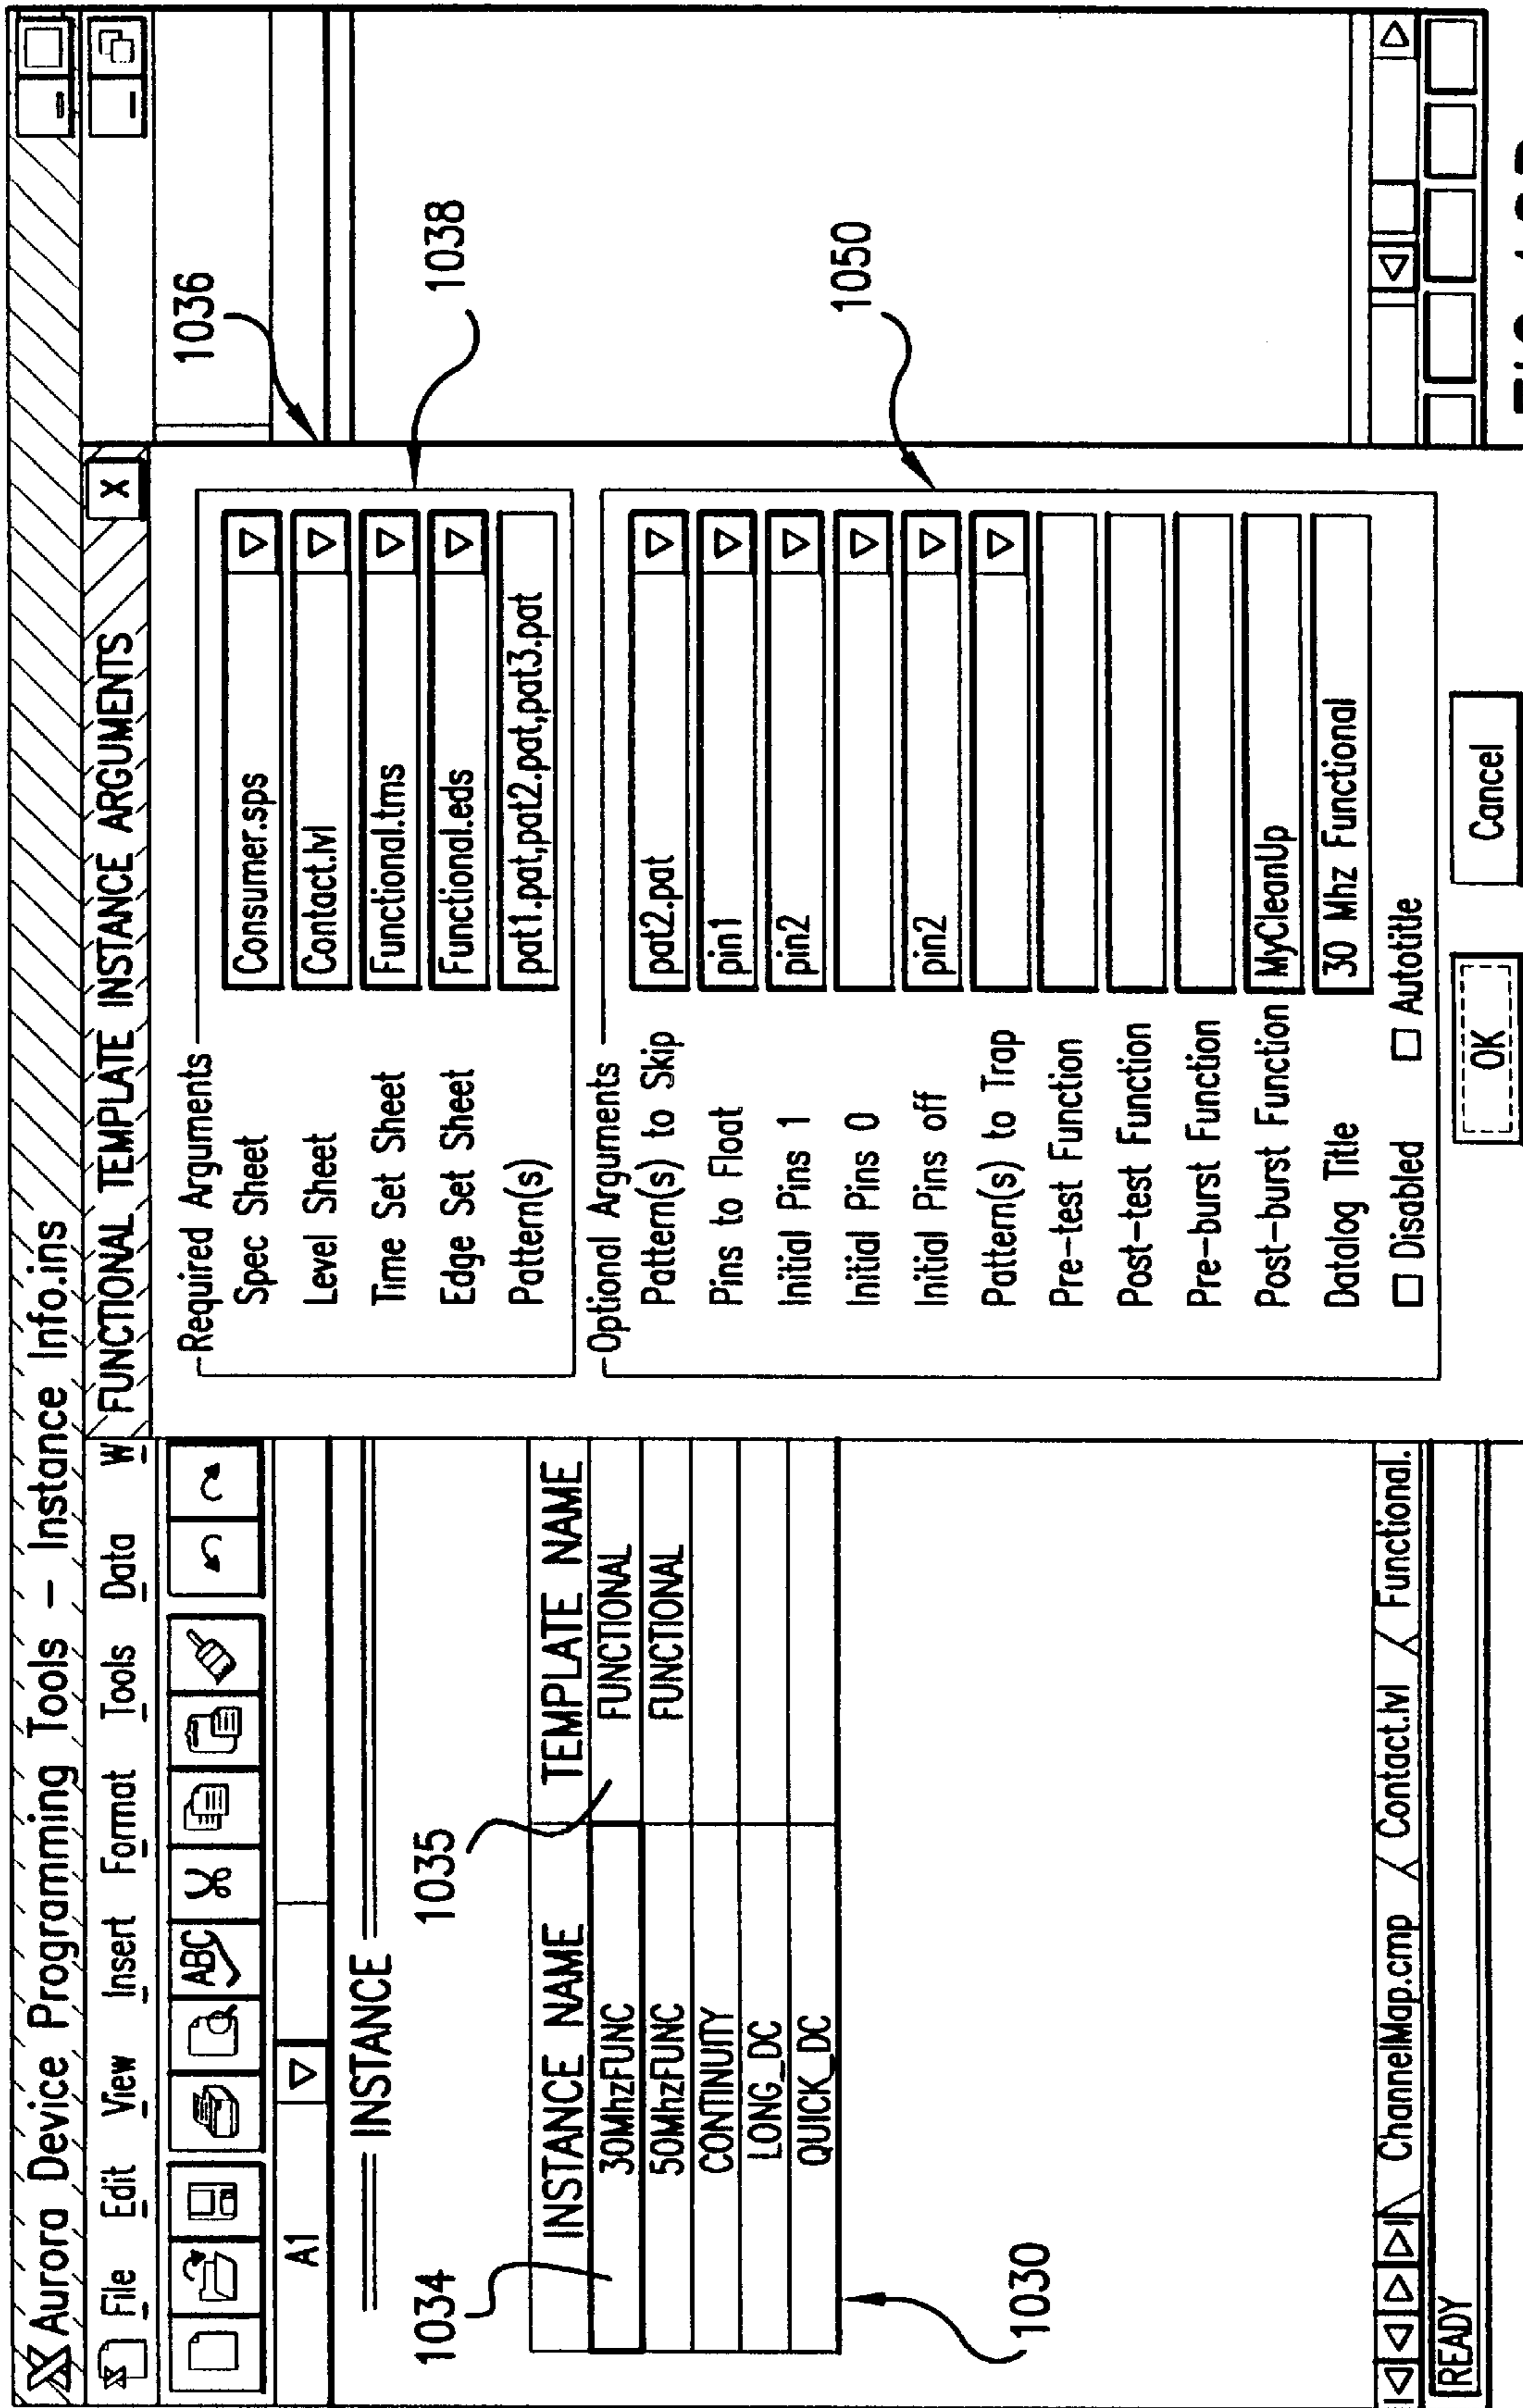 Aurora Device Programming Tools – Instance Info.ins
File Edit View Insert Format Tools Data W
ABC
A1
INSTANCE
1034
1035
INSTANCE NAME TEMPLATE NAME
30MhzFUNC FUNCTIONAL
50MhzFUNC FUNCTIONAL
CONTINUITY
LONG_DC
QUICK_DC
1030
ChannelMap.cmp Contact.lvl Functional.
READY
FUNCTIONAL TEMPLATE INSTANCE ARGUMENTS X
Required Arguments
Spec Sheet Consumer.sps
Level Sheet Contact.lvl
Time Set Sheet Functional.tms
Edge Set Sheet Functional.eds
Pattern(s) pat1.pat,pat2.pat,pat3.pat
Optional Arguments
Pattern(s) to Skip pat2.pat
Pins to Float pin1
Initial Pins 1 pin2
Initial Pins 0
Initial Pins off pin2
Pattern(s) to Trap
Pre-test Function
Post-test Function
Pre-burst Function
Post-burst Function MyCleanUp
Datalog Title 30 Mhz Functional
Disabled Autotitle
OK Cancel
1036
1038
1050